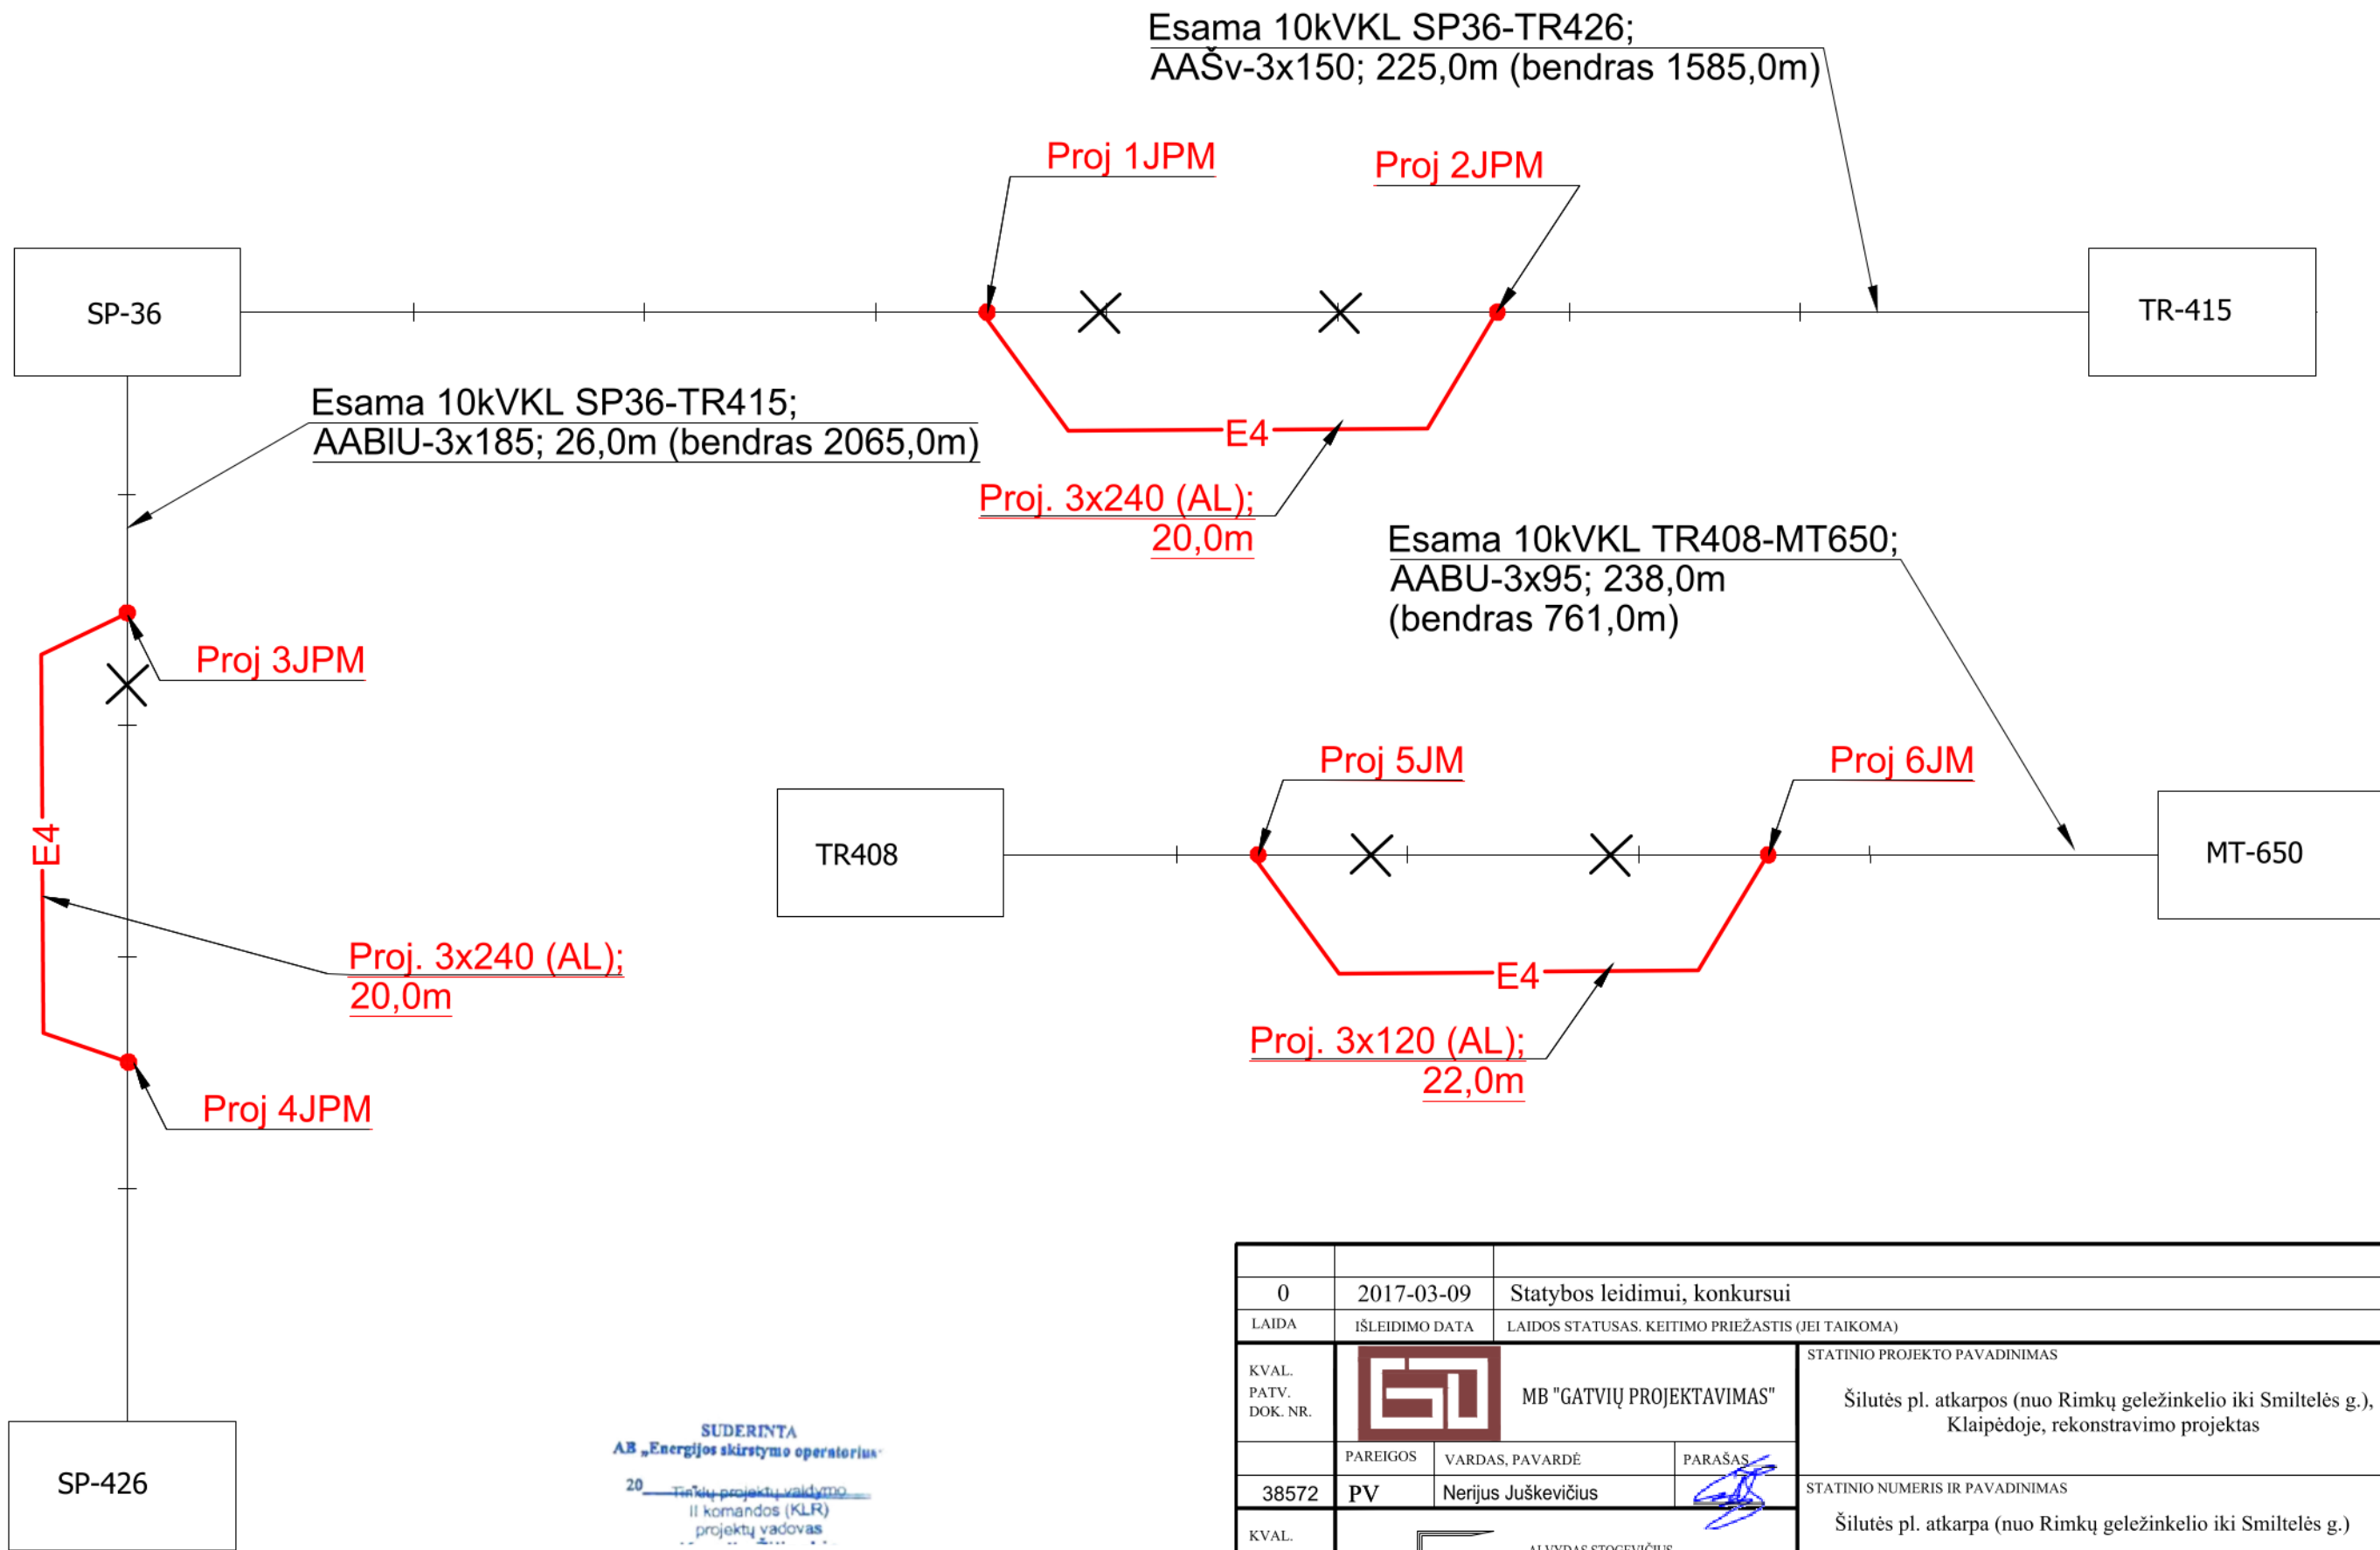 Esama 10kVKL SP36-TR426;
AAŠv-3x150; 225,0m (bendras 1585,0m)
Proj 1JPM
Proj 2JPM
SP-36
TR-415
Esama 10kVKL SP36-TR415;
AABlU-3x185; 26,0m (bendras 2065,0m)
E4
Proj. 3x240 (AL);
20,0m
Esama 10kVKL TR408-MT650;
AABU-3x95; 238,0m
(bendras 761,0m)
Proj 3JPM
Proj 5JM
Proj 6JM
E4
TR408
MT-650
Proj. 3x240 (AL);
20,0m
E4
Proj. 3x120 (AL);
22,0m
Proj 4JPM
SP-426
SUDERINTA
AB „Energijos skirstymo operatorius"
20
Tinklų projektų valdymo
II komandos (KLR)
projektų vadovas
0 2017-03-09 Statybos leidimui, konkursui
LAIDA IŠLEIDIMO DATA LAIDOS STATUSAS. KEITIMO PRIEŽASTIS (JEI TAIKOMA)
KVAL.
PATV.
DOK. NR.
MB "GATVIŲ PROJEKTAVIMAS"
STATINIO PROJEKTO PAVADINIMAS
Šilutės pl. atkarpos (nuo Rimkų geležinkelio iki Smiltelės g.),
Klaipėdoje, rekonstravimo projektas
PAREIGOS VARDAS, PAVARDĖ PARAŠAS
38572 PV Nerijus Juškevičius
STATINIO NUMERIS IR PAVADINIMAS
Šilutės pl. atkarpa (nuo Rimkų geležinkelio iki Smiltelės g.)
KVAL.
ALVYDAS STOGEVIČIUS